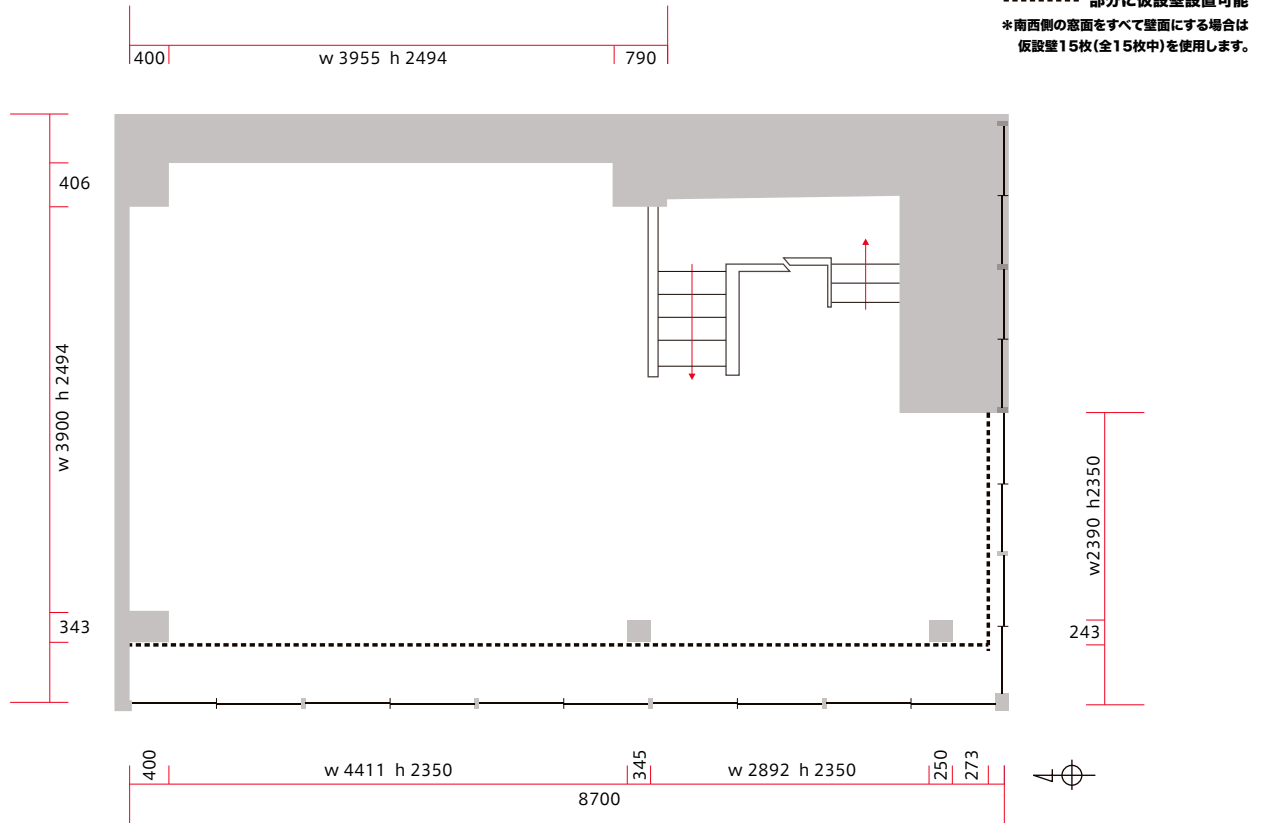 部分に仮設壁設置可能
*南西側の窓面をすべて壁面にする場合は
仮設壁15枚(全15枚中)を使用します。
400
w 3955 h 2494
790
406
w 3900 h 2494
343
w2390 h2350
243
400
w 4411 h 2350
345
w 2892 h 2350
250
273
8700